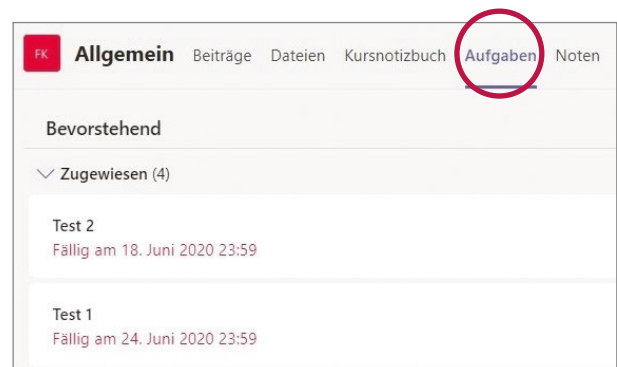 FK Allgemein Beiträge Dateien Kursnotizbuch Aufgaben Noten
Bevorstehend
Zugewiesen (4)
Test 2
Fällig am 18. Juni 2020 23:59
Test 1
Fällig am 24. Juni 2020 23:59